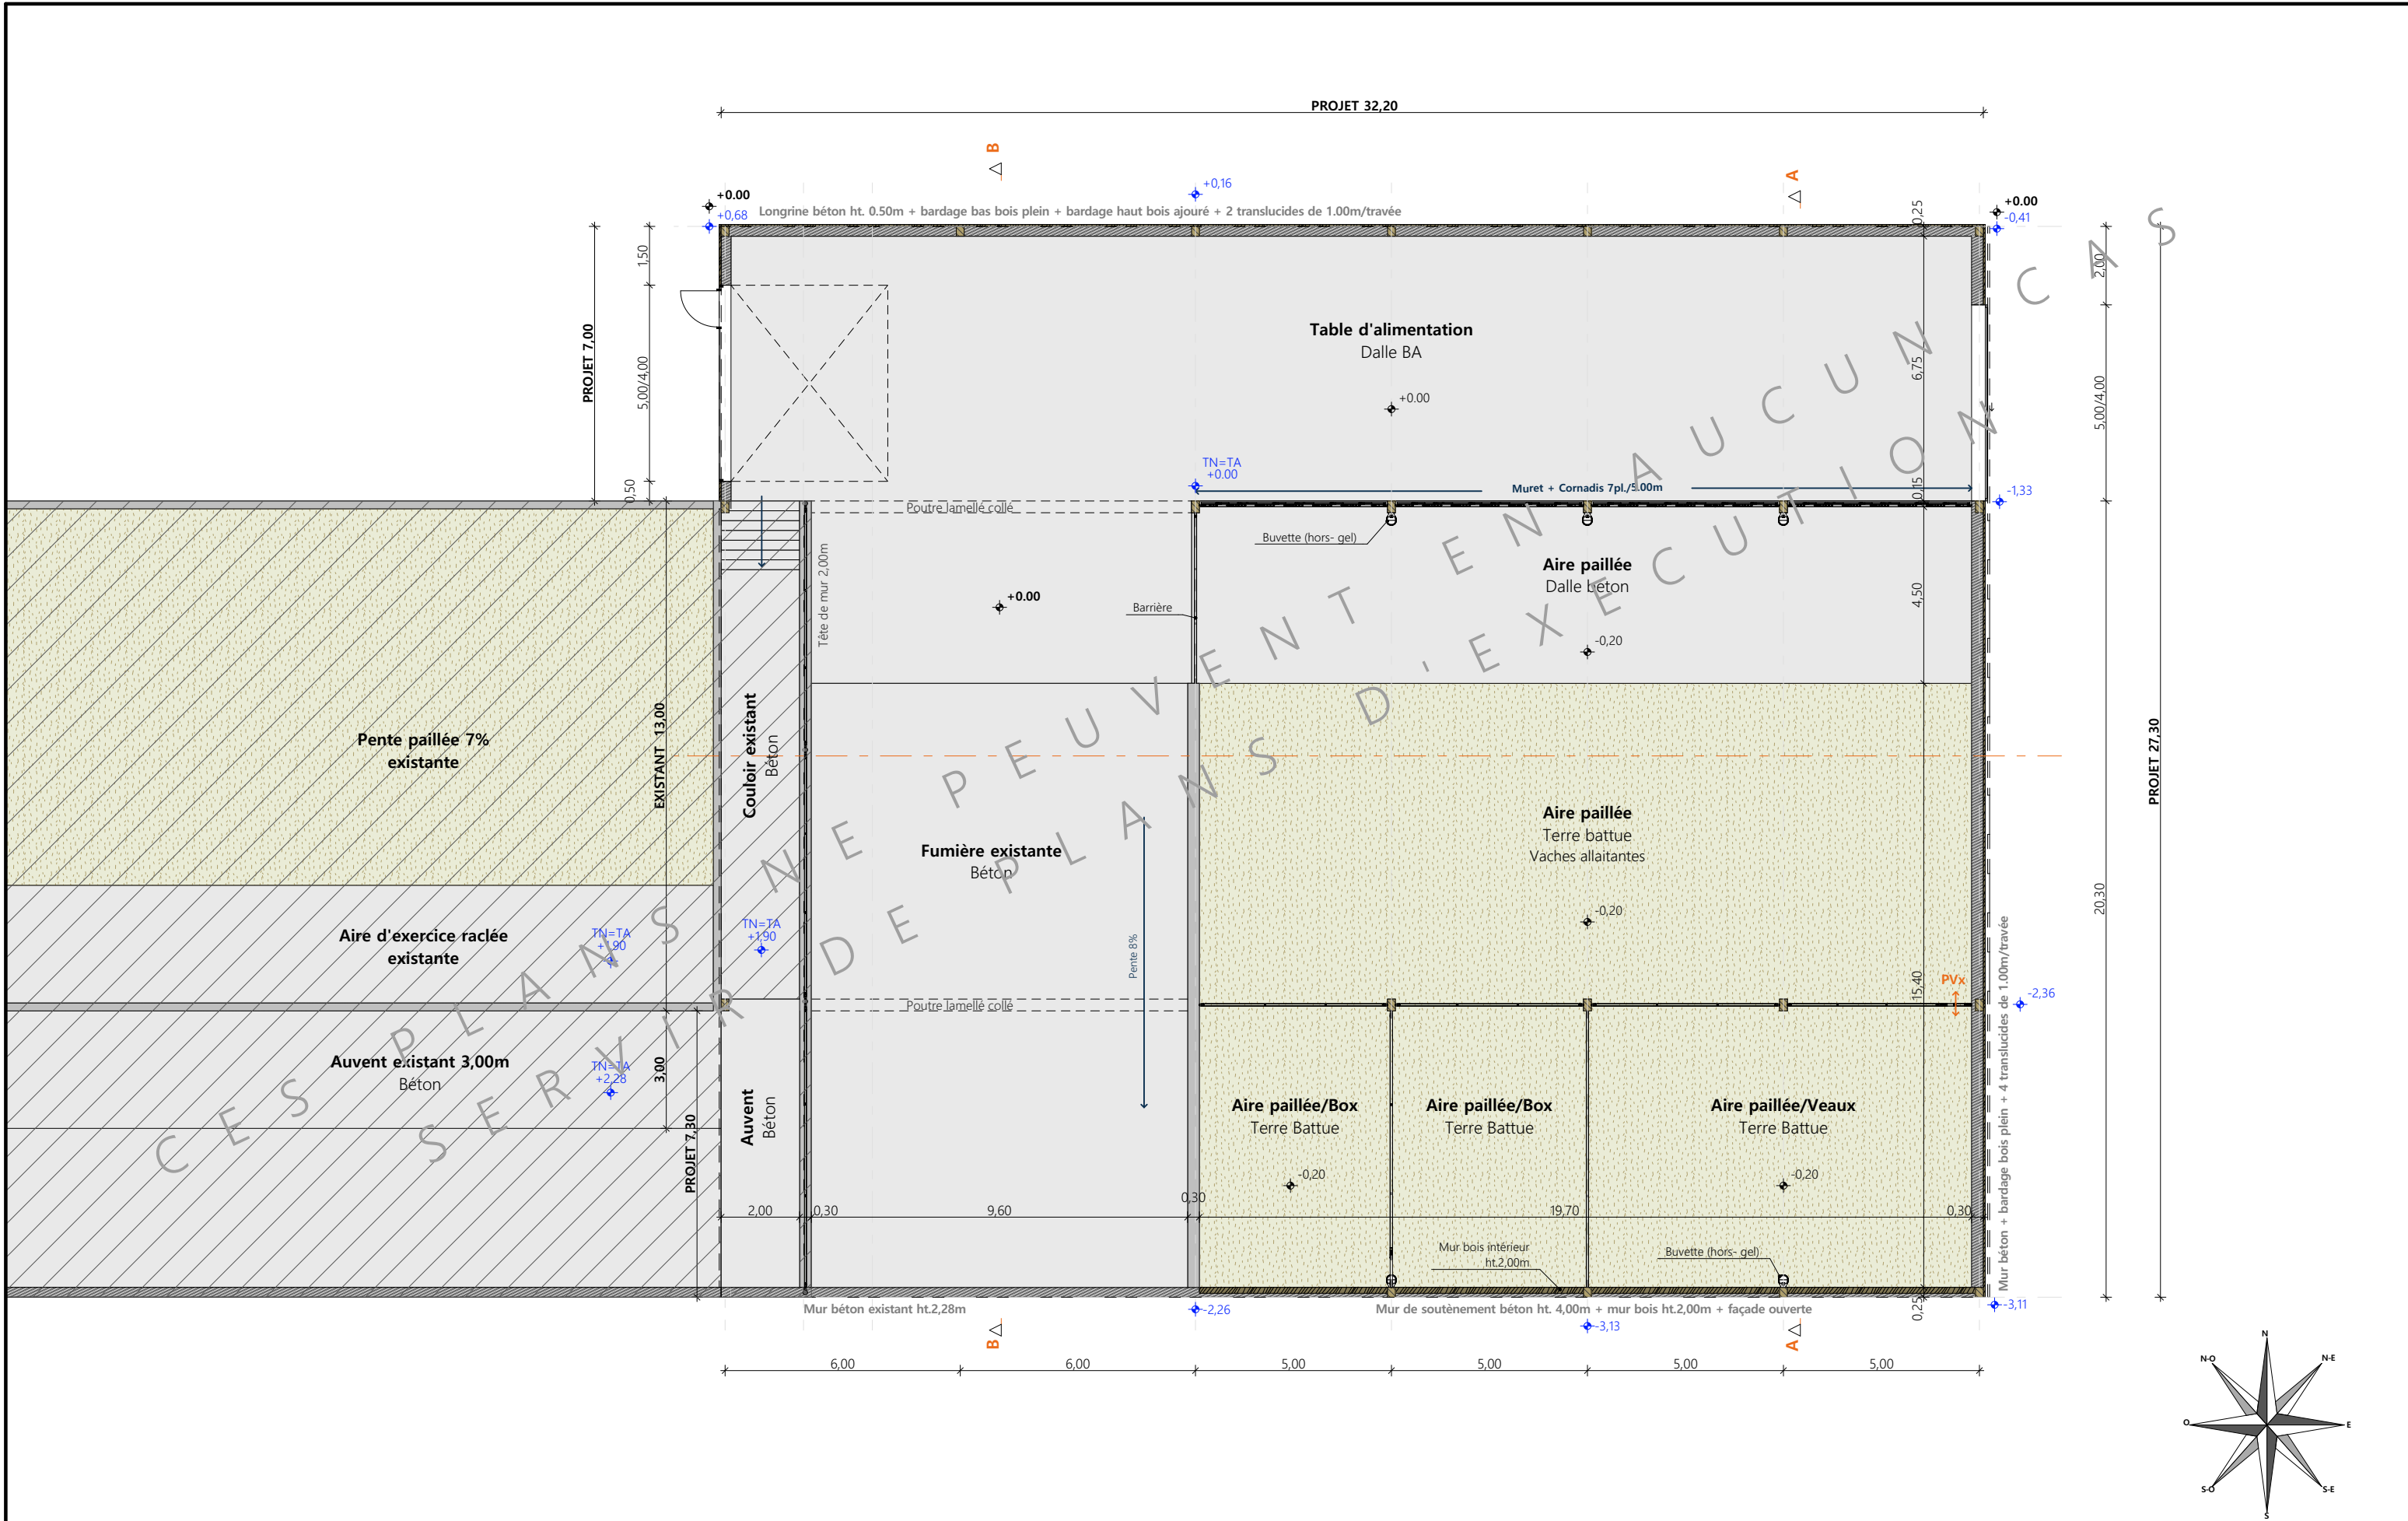 PROJET 32,20
B
A
+0,16
+0.00
+0,68
Longrine béton ht. 0.50m + bardage bas bois plein + bardage haut bois ajouré + 2 translucides de 1.00m/travée
+0.00
-0,41
0,25
1,50
2,00
PROJET 7,00
5,00/4,00
Table d'alimentation
Dalle BA
6,75
5,00/4,00
+0.00
TN=TA
+0.00
0,50
Muret + Cornadis 7pl./5.00m
0,15
-1,33
Poutre lamellé collé
Buvette (hors- gel)
Tête de mur 2,00m
Aire paillée
Dalle béton
4,50
+0.00
Barrière
-0,20
Pente paillée 7%
existante
EXISTANT 13,00
Couloir existant
Béton
PROJET 27,30
Fumière existante
Béton
Aire paillée
Terre battue
Vaches allaitantes
20,30
-0,20
Aire d'exercice raclée
existante
TN=TA
+1,90
TN=TA
+1,90
Pente 8%
15,40
PVx
-2,36
Poutre lamellé collé
Auvent existant 3,00m
Béton
TN=TA
+2,28
3,00
Auvent
Béton
PROJET 7,30
Aire paillée/Box
Terre Battue
Aire paillée/Box
Terre Battue
Aire paillée/Veaux
Terre Battue
Mur béton + bardage bois plein + 4 translucides de 1.00m/travée
-0,20
-0,20
2,00
0,30
9,60
0,30
19,70
0,30
Mur bois intérieur
ht.2,00m
Buvette (hors- gel)
Mur béton existant ht.2,28m
-2,26
Mur de soutènement béton ht. 4,00m + mur bois ht.2,00m + façade ouverte
0,25
-3,11
-3,13
B
A
6,00
6,00
5,00
5,00
5,00
5,00
N
N-O
N-E
O
E
S-O
S-E
S
CES PLANS NE PEUVENT EN AUCUN CAS
SERVIR DE PLANS D'EXECUTION